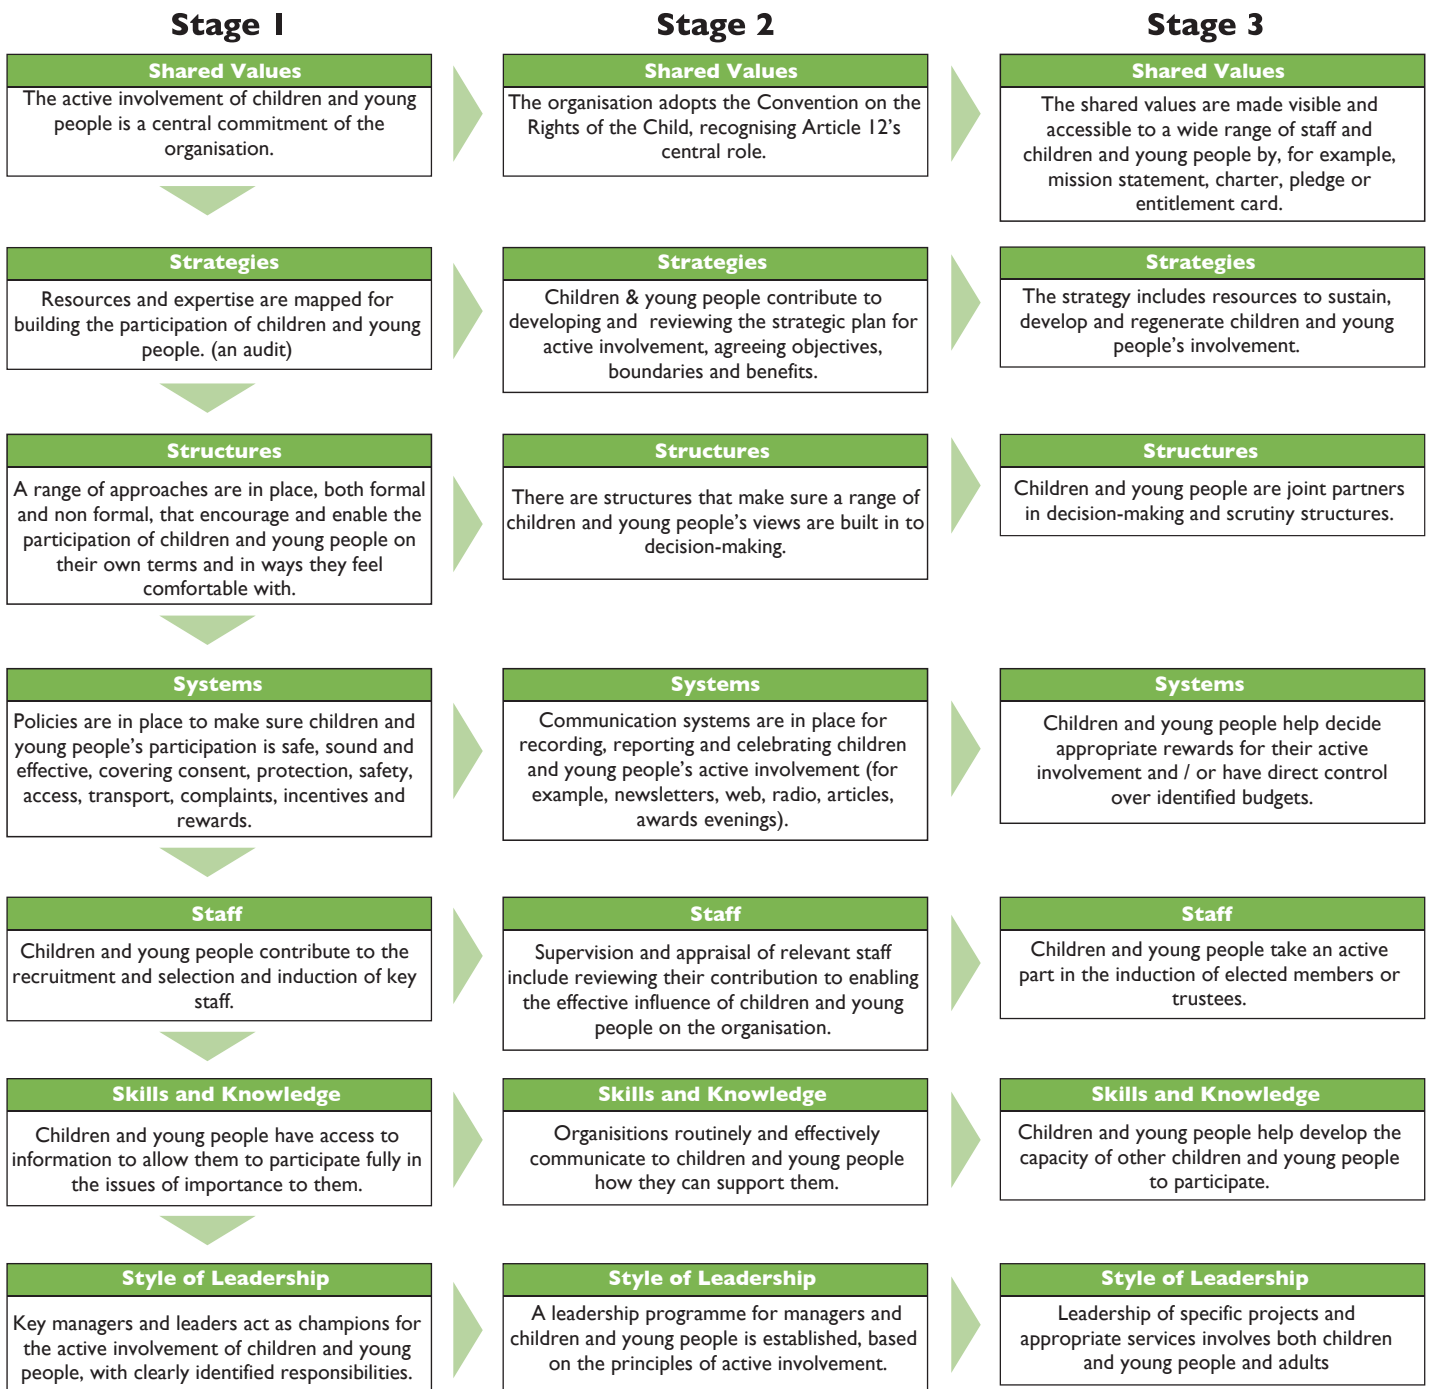 Stage 1
Stage 2
Stage 3
Shared Values
The active involvement of children and young
people is a central commitment of the
organisation.
Shared Values
The organisation adopts the Convention on the
Rights of the Child, recognising Article 12's
central role.
Shared Values
The shared values are made visible and
accessible to a wide range of staff and
children and young people by, for example,
mission statement, charter, pledge or
entitlement card.
Strategies
Resources and expertise are mapped for
building the participation of children and young
people. (an audit)
Strategies
Children & young people contribute to
developing and  reviewing the strategic plan for
active involvement, agreeing objectives,
boundaries and benefits.
Strategies
The strategy includes resources to sustain,
develop and regenerate children and young
people's involvement.
Structures
A range of approaches are in place, both formal
and non formal, that encourage and enable the
participation of children and young people on
their own terms and in ways they feel
comfortable with.
Structures
There are structures that make sure a range of
children and young people's views are built in to
decision-making.
Structures
Children and young people are joint partners
in decision-making and scrutiny structures.
Systems
Policies are in place to make sure children and
young people's participation is safe, sound and
effective, covering consent, protection, safety,
access, transport, complaints, incentives and
rewards.
Systems
Communication systems are in place for
recording, reporting and celebrating children
and young people's active involvement (for
example, newsletters, web, radio, articles,
awards evenings).
Systems
Children and young people help decide
appropriate rewards for their active
involvement and / or have direct control
over identified budgets.
Staff
Children and young people contribute to the
recruitment and selection and induction of key
staff.
Staff
Supervision and appraisal of relevant staff
include reviewing their contribution to enabling
the effective influence of children and young
people on the organisation.
Staff
Children and young people take an active
part in the induction of elected members or
trustees.
Skills and Knowledge
Children and young people have access to
information to allow them to participate fully in
the issues of importance to them.
Skills and Knowledge
Organisitions routinely and effectively
communicate to children and young people
how they can support them.
Skills and Knowledge
Children and young people help develop the
capacity of other children and young people
to participate.
Style of Leadership
Key managers and leaders act as champions for
the active involvement of children and young
people, with clearly identified responsibilities.
Style of Leadership
A leadership programme for managers and
children and young people is established, based
on the principles of active involvement.
Style of Leadership
Leadership of specific projects and
appropriate services involves both children
and young people and adults